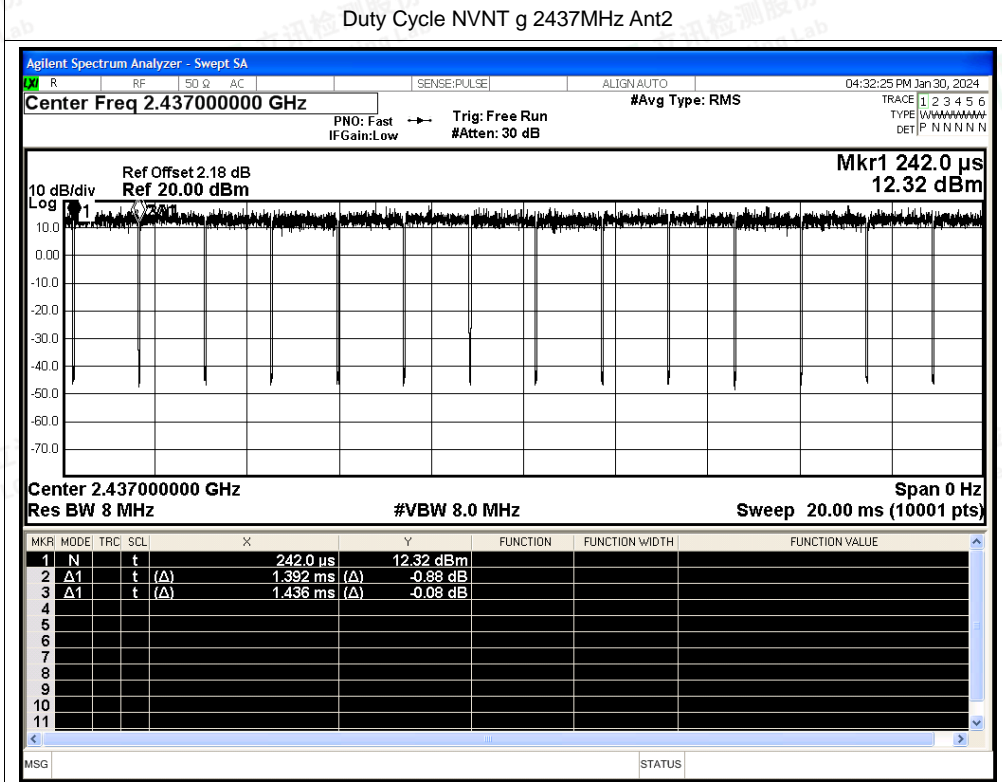 Duty Cycle NVNT g 2437MHz Ant2
Agilent Spectrum Analyzer - Swept SA
LXI R RF 50 Ω AC SENSE:PULSE ALIGN AUTO 04:32:25 PM Jan 30, 2024
Center Freq 2.437000000 GHz #Avg Type: RMS TRACE 1 2 3 4 5 6
PNO: Fast Trig: Free Run TYPE WWWWWW
IFGain:Low #Atten: 30 dB DET P N N N N N
Mkr1 242.0 µs
Ref Offset 2.18 dB
10 dB/div Ref 20.00 dBm 12.32 dBm
Log
1 2Δ1
10.0
0.00
-10.0
-20.0
-30.0
-40.0
-50.0
-60.0
-70.0
Center 2.437000000 GHz Span 0 Hz
Res BW 8 MHz #VBW 8.0 MHz Sweep 20.00 ms (10001 pts)
MKR MODE TRC SCL X Y FUNCTION FUNCTION WIDTH FUNCTION VALUE
1 N t 242.0 µs 12.32 dBm
2 Δ1 t (Δ) 1.392 ms (Δ) -0.88 dB
3 Δ1 t (Δ) 1.436 ms (Δ) -0.08 dB
4
5
6
7
8
9
10
11
MSG STATUS